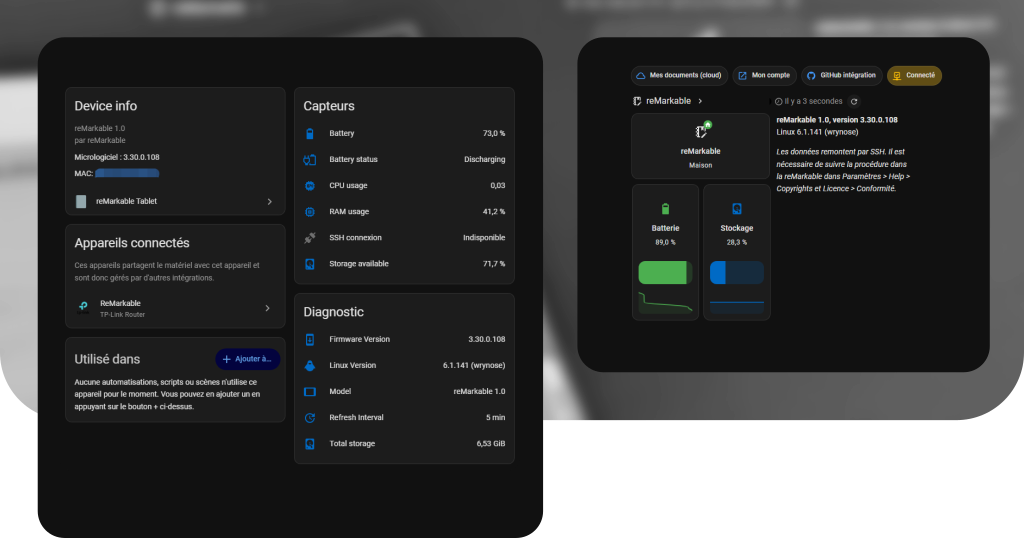 Device info
reMarkable 1.0
par reMarkable
Micrologiciel : 3.30.0.108
MAC:
reMarkable Tablet
Appareils connectés
Ces appareils partagent le matériel avec cet appareil et
sont donc gérés par d'autres intégrations.
ReMarkable
TP-Link Router
Utilisé dans
Ajouter à...
Aucune automatisations, scripts ou scènes n'utilise ce
appareil pour le moment. Vous pouvez en ajouter un en
appuyant sur le bouton + ci-dessus.
Capteurs
Battery 73,0 %
Battery status Discharging
CPU usage 0,03
RAM usage 41,2 %
SSH connexion Indisponible
Storage available 71,7 %
Diagnostic
Firmware Version 3.30.0.108
Linux Version 6.1.141 (wrynose)
Model reMarkable 1.0
Refresh Interval 5 min
Total storage 6,53 GiB
Mes documents (cloud) Mon compte GitHub intégration Connecté
reMarkable
Il y a 3 secondes
reMarkable
Maison
Batterie
89,0 %
Stockage
28,3 %
reMarkable 1.0, version 3.30.0.108
Linux 6.1.141 (wrynose)
Les données remontent par SSH. Il est
nécessaire de suivre la procédure dans
la reMarkable dans Paramètres > Help >
Copyrights et Licence > Conformité.